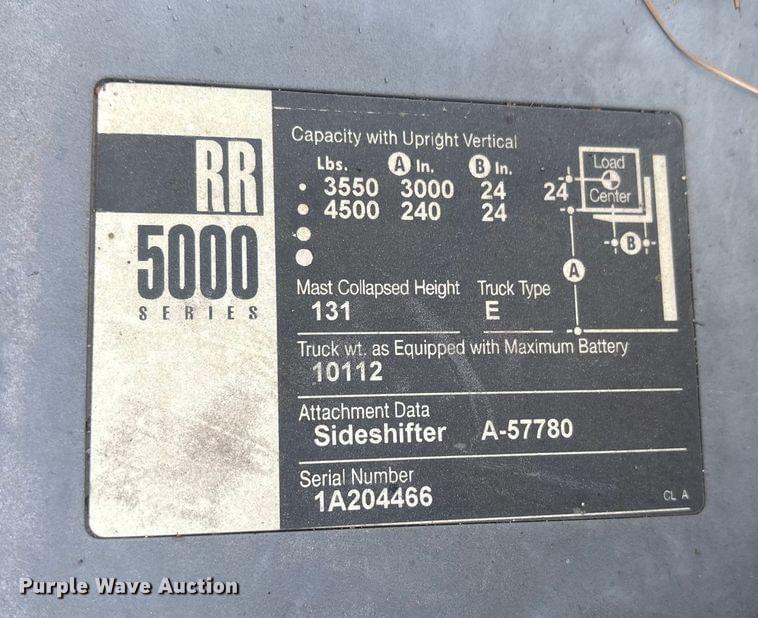 RR
5000
SERIES
Capacity with Upright Vertical
Lbs. A In. B In.
3550 3000 24 24
4500 240 24
Load
Center
B
A
Mast Collapsed Height Truck Type
131 E
Truck wt. as Equipped with Maximum Battery
10112
Attachment Data
Sideshifter A-57780
Serial Number
1A204466
CL A
Purple Wave Auction